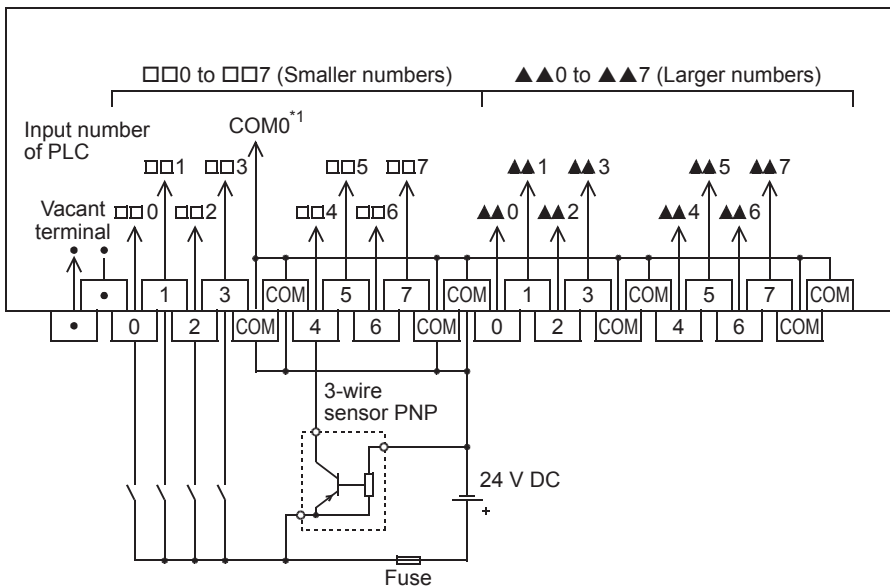 □□0 to □□7 (Smaller numbers)
▲▲0 to ▲▲7 (Larger numbers)
Input number
of PLC
COM0*1
□□1
□□3
□□5
□□7
▲▲1
▲▲3
▲▲5
▲▲7
Vacant
terminal
□□0
□□2
□□4
□□6
▲▲0
▲▲2
▲▲4
▲▲6
• 1 3 COM 5 7 COM 1 3 COM 5 7 COM
• 0 2 COM 4 6 COM 0 2 COM 4 6 COM
3-wire
sensor PNP
24 V DC
+
Fuse